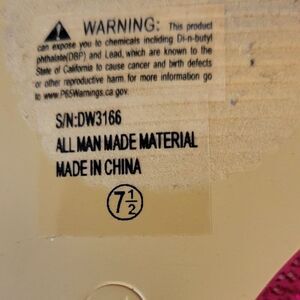 WARNING: This product
can expose you to chemicals including Di-n-butyl
phthalate(DBP) and Lead, which are known to the
State of California to cause cancer and birth defects
or other reproductive harm for more information go
to www.P65Warnings.ca.gov.
S/N:DW3166
ALL MAN MADE MATERIAL
MADE IN CHINA
7 1/2